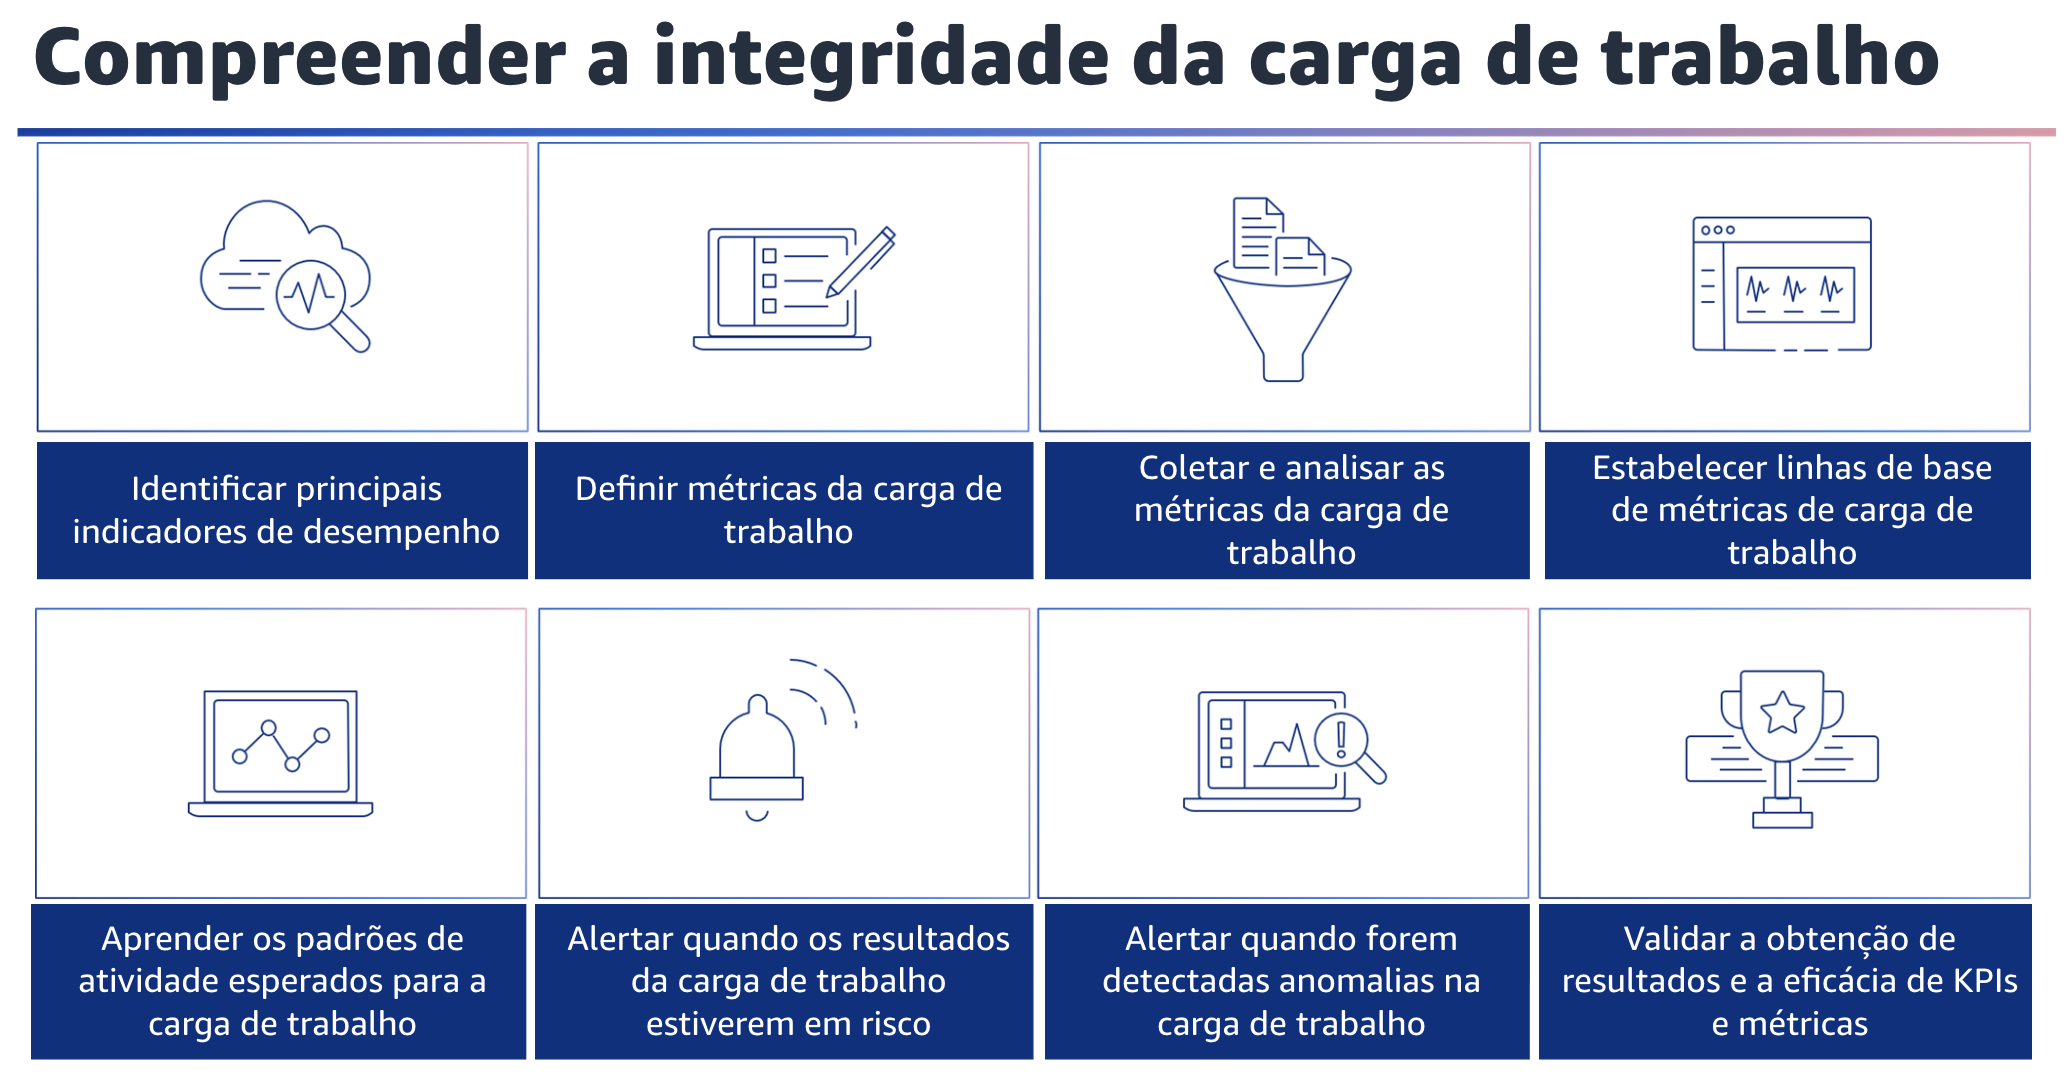 Compreender a integridade da carga de trabalho
Identificar principais
indicadores de desempenho
Definir métricas da carga de
trabalho
Coletar e analisar as
métricas da carga de
trabalho
Estabelecer linhas de base
de métricas de carga de
trabalho
Aprender os padrões de
atividade esperados para a
carga de trabalho
Alertar quando os resultados
da carga de trabalho
estiverem em risco
Alertar quando forem
detectadas anomalias na
carga de trabalho
Validar a obtenção de
resultados e a eficácia de KPIs
e métricas